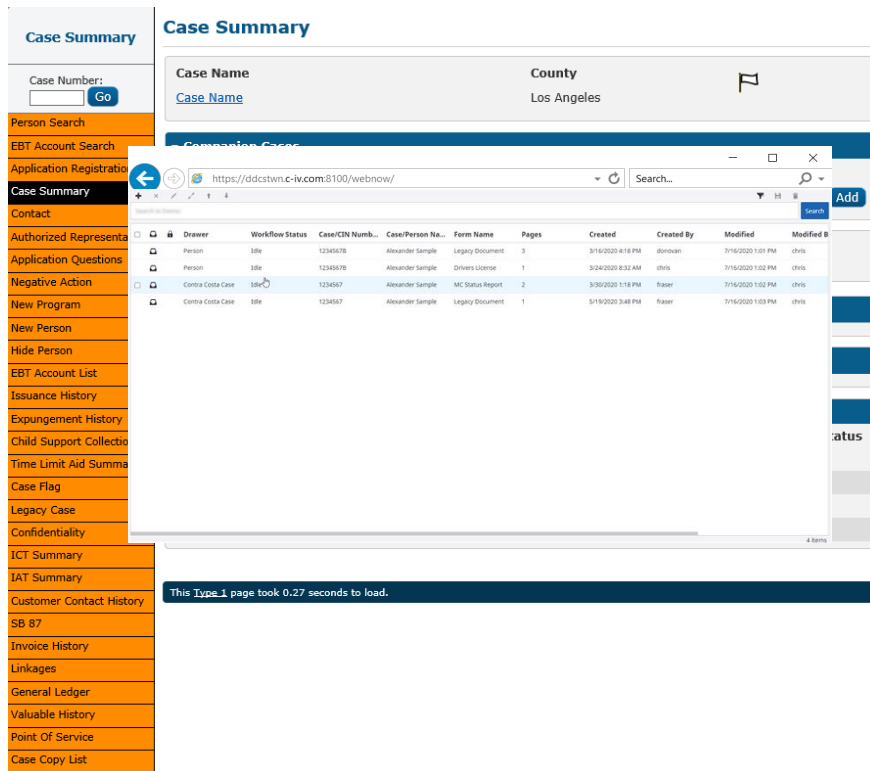 Case Summary
Case Number:
Go
Person Search
EBT Account Search
Application Registratio
Case Summary
Contact
Authorized Representa
Application Questions
Negative Action
New Program
New Person
Hide Person
EBT Account List
Issuance History
Expungement History
Child Support Collectio
Time Limit Aid Summa
Case Flag
Legacy Case
Confidentiality
ICT Summary
IAT Summary
Customer Contact History
SB 87
Invoice History
Linkages
General Ledger
Valuable History
Point Of Service
Case Copy List
Case Summary
Case Name County
Case Name Los Angeles
Companion Cases
Add
atus
https://ddcstwn.c-iv.com:8100/webnow/ Search...
Search
Drawer Workflow Status Case/CIN Numb... Case/Person Na... Form Name Pages Created Created By Modified Modified B
Person Idle 12345678 Alexander Sample Legacy Document 3 3/16/2020 4:18 PM donovan 7/16/2020 1:01 PM chris
Person Idle 12345678 Alexander Sample Drivers License 1 3/24/2020 8:32 AM chris 7/16/2020 1:02 PM chris
Contra Costa Case Idle 1234567 Alexander Sample MC Status Report 2 3/30/2020 1:18 PM fraser 7/16/2020 1:02 PM chris
Contra Costa Case Idle 1234567 Alexander Sample Legacy Document 1 5/19/2020 3:48 PM fraser 7/16/2020 1:03 PM chris
4 items
This Type 1 page took 0.27 seconds to load.